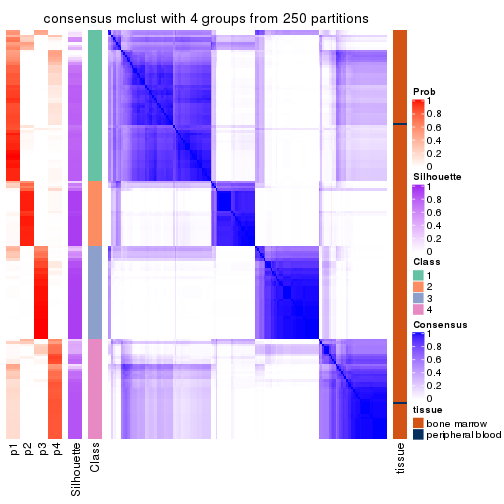 consensus mclust with 4 groups from 250 partitions
Prob
1
0.8
0.6
0.4
0.2
0
Silhouette
1
0.8
0.6
0.4
0.2
0
Class
1
2
3
4
Consensus
1
0.8
0.6
0.4
0.2
0
tissue
bone marrow
peripheral blood
p1
p2
p3
p4
Silhouette
Class
tissue